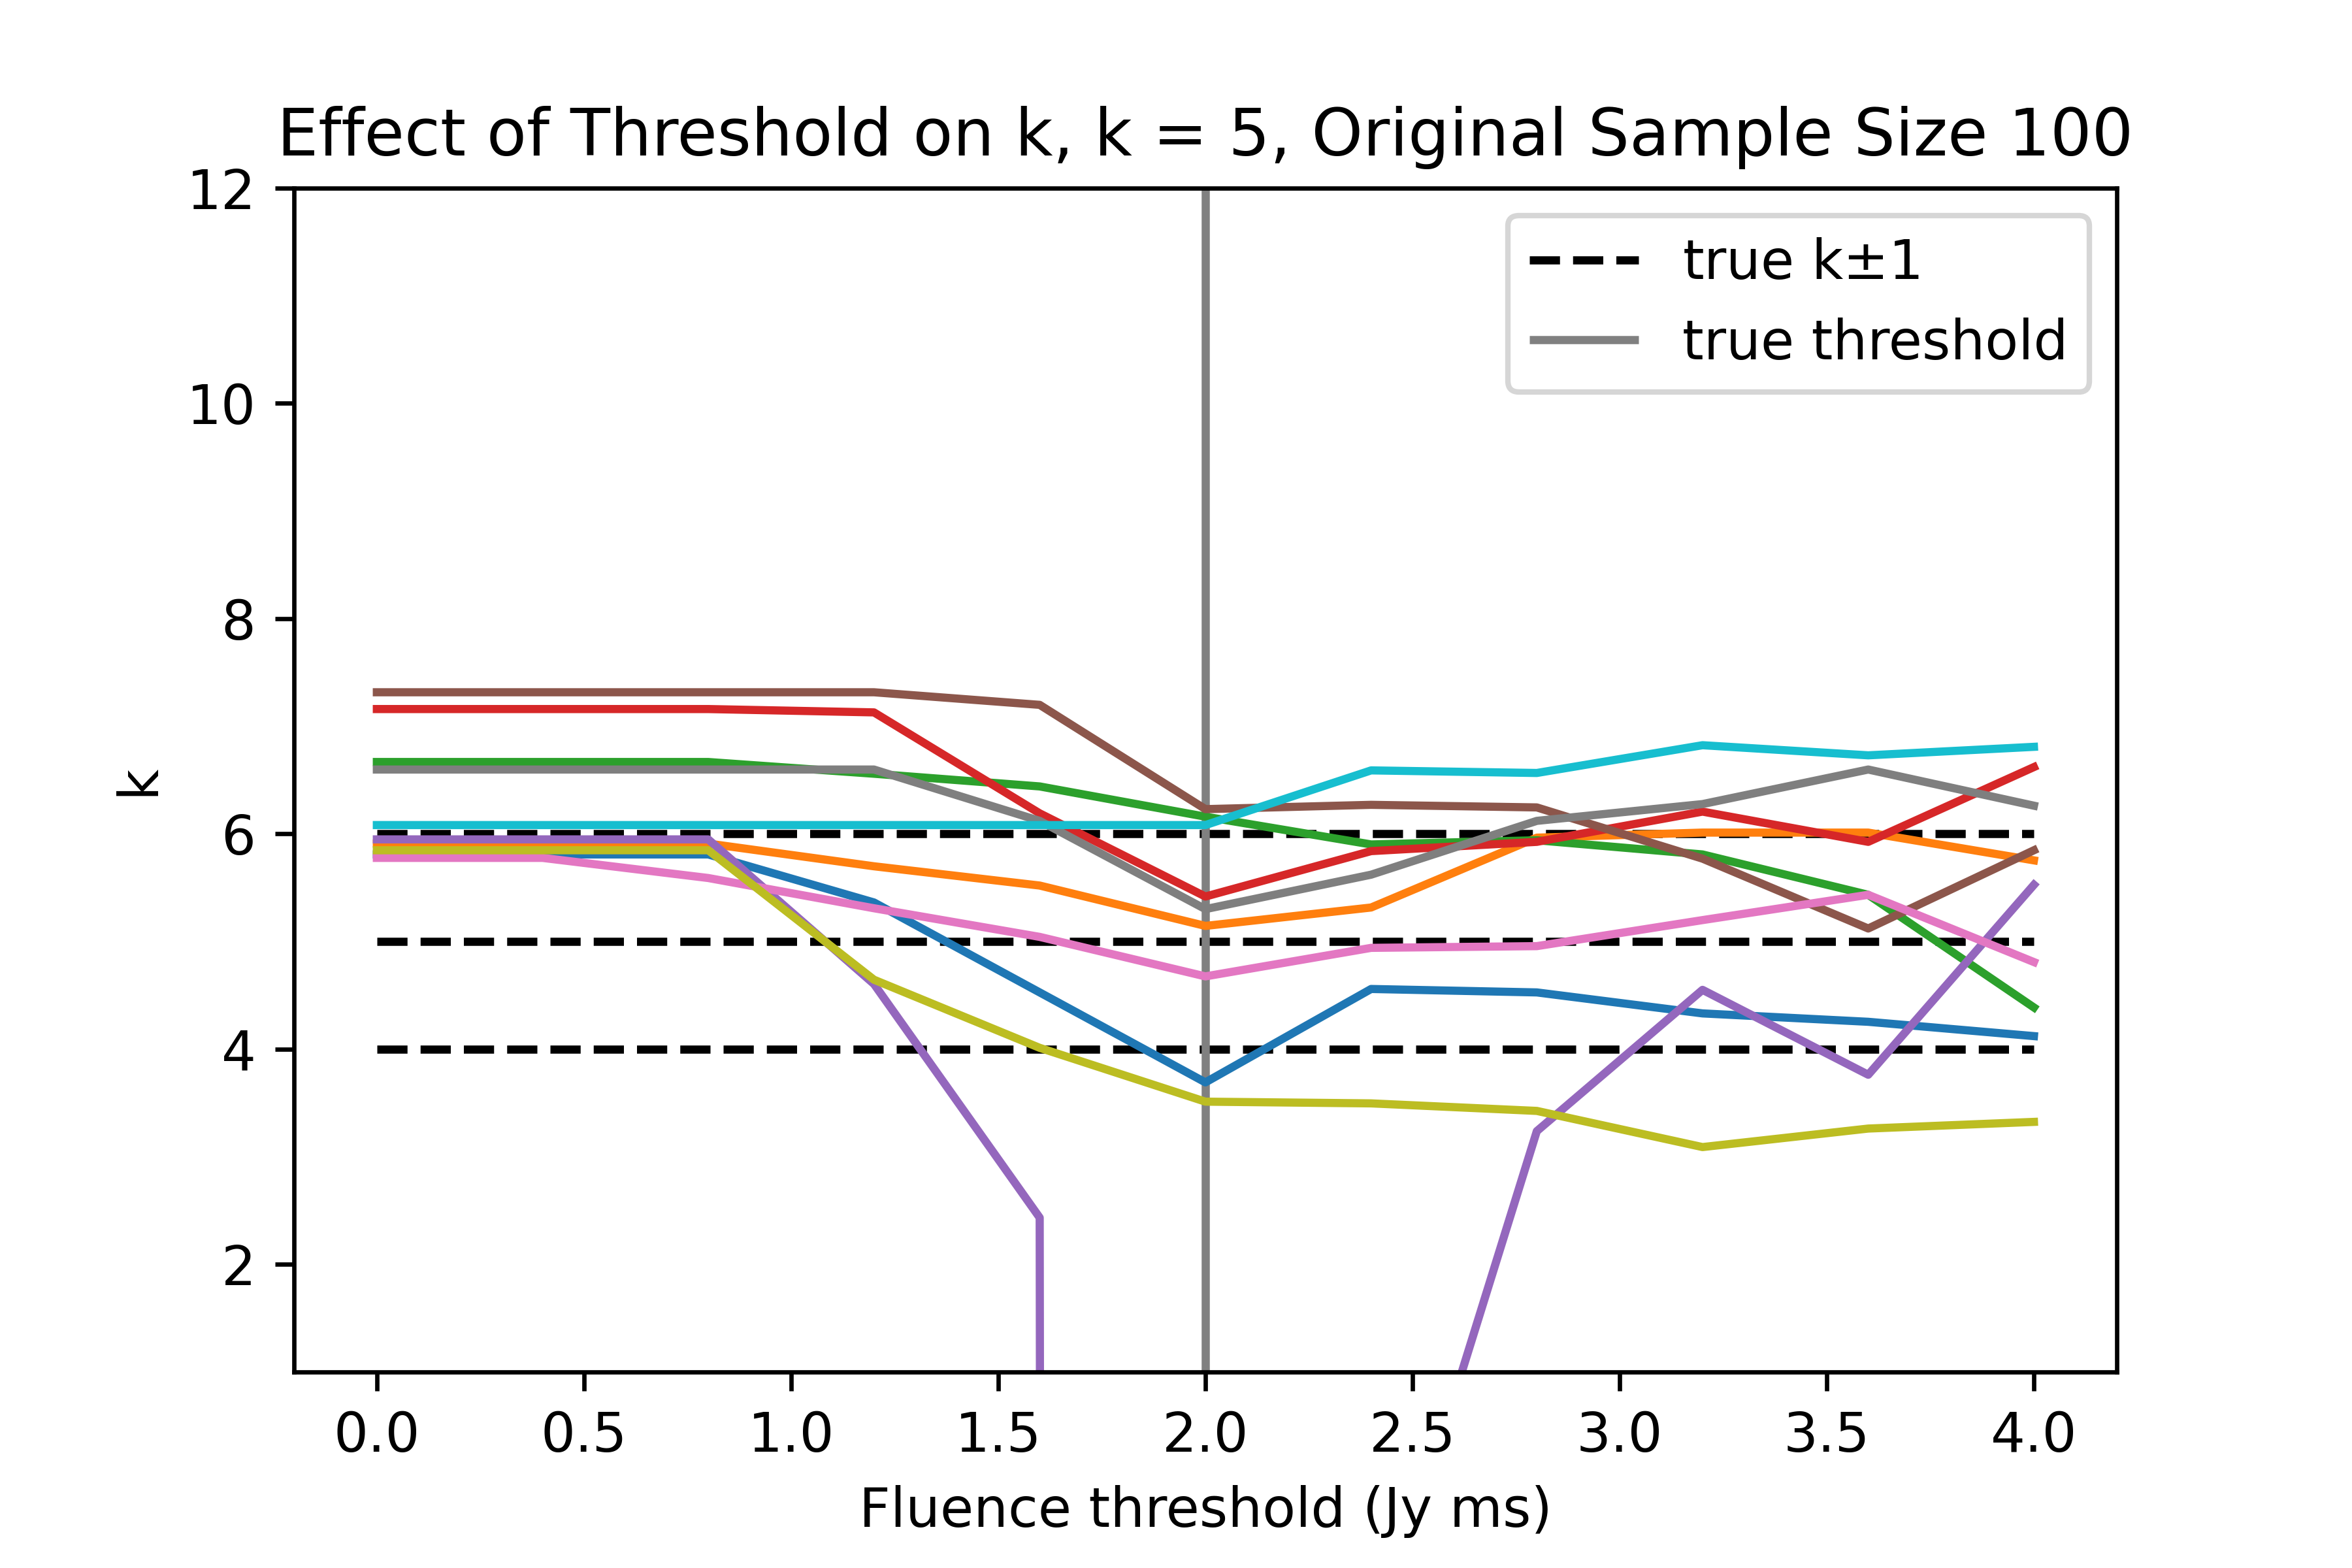 Effect of Threshold on k, k = 5, Original Sample Size 100
12
10
8
6
4
2
k
true k±1
true threshold
0.0 0.5 1.0 1.5 2.0 2.5 3.0 3.5 4.0
Fluence threshold (Jy ms)